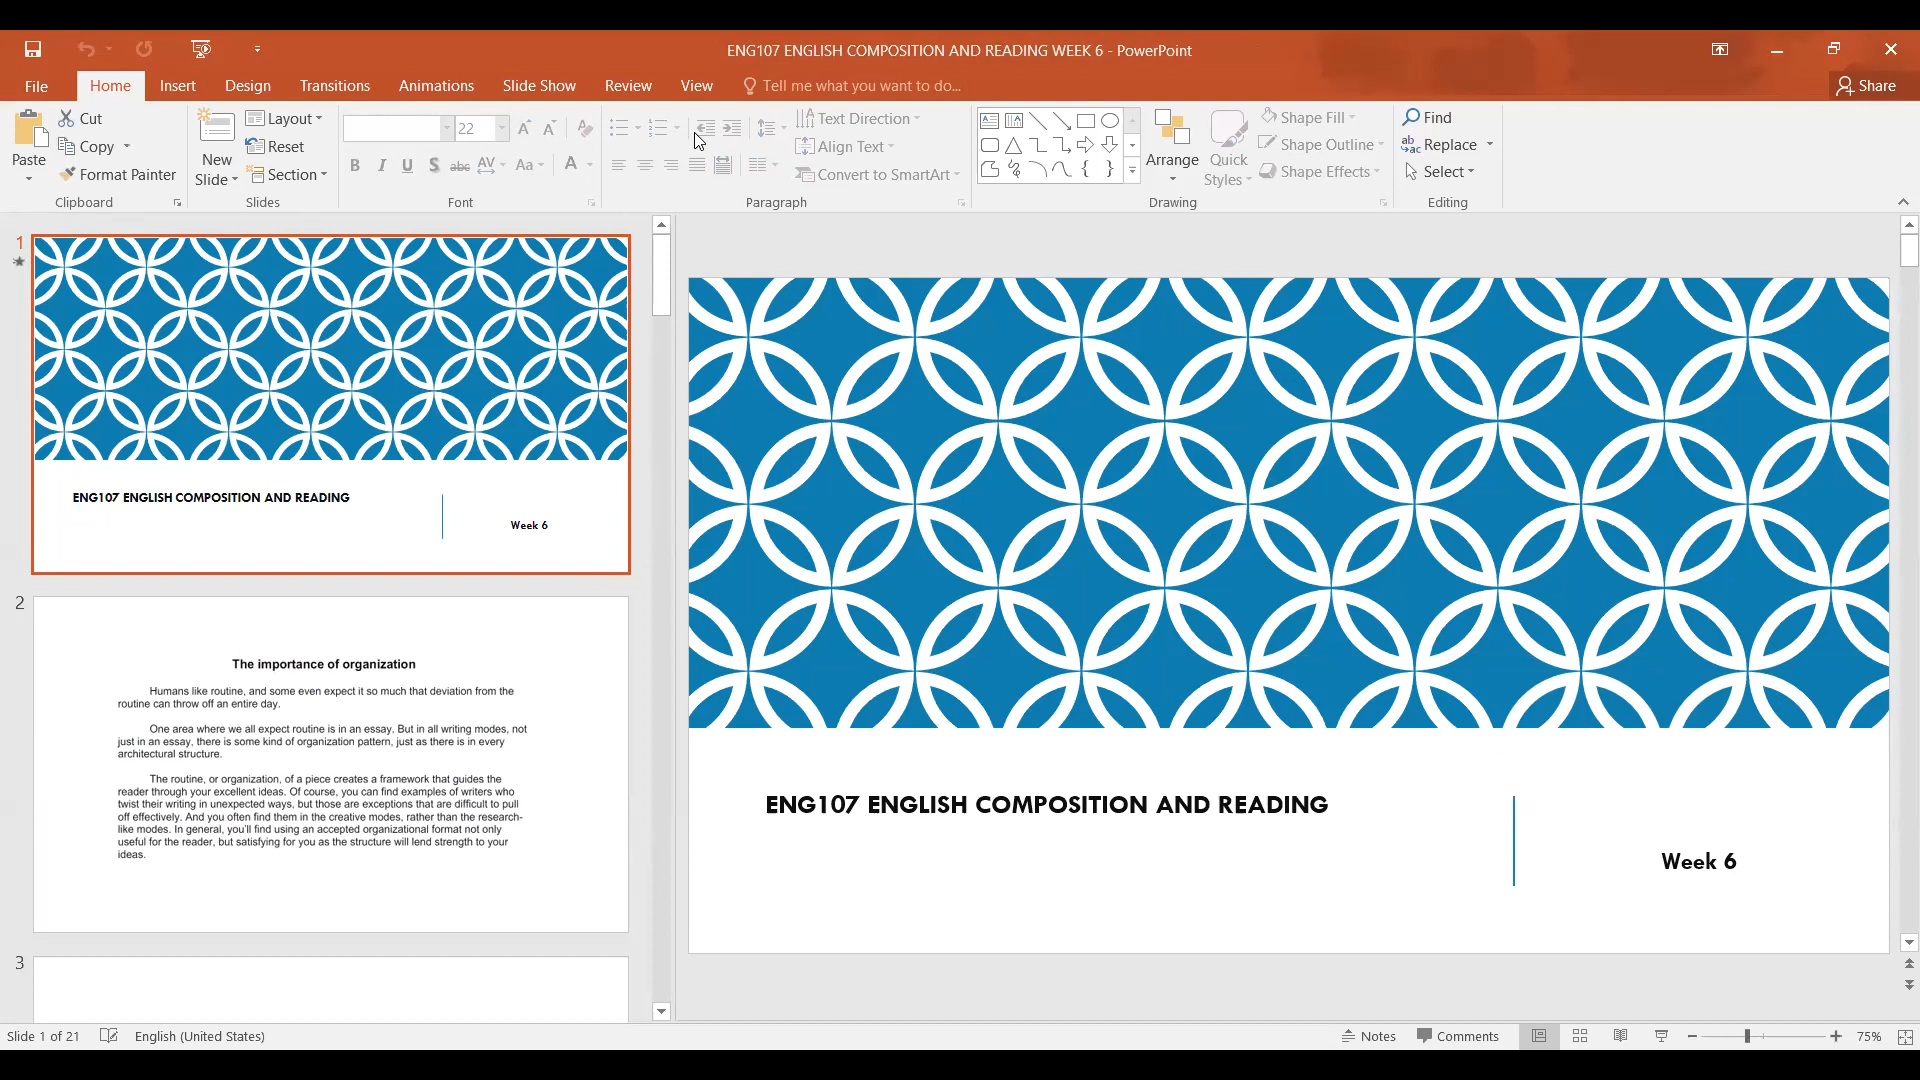 ENG107 ENGLISH COMPOSITION AND READING WEEK 6 - PowerPoint
File Home Insert Design Transitions Animations Slide Show Review View Tell me what you want to do... Share
Paste
Cut
Copy
Format Painter
Clipboard
New
Slide
Layout
Reset
Section
Slides
22
B I U S abc AV Aa A
Font
Text Direction
Align Text
Convert to SmartArt
Paragraph
Arrange
Quick
Styles
Shape Fill
Shape Outline
Shape Effects
Drawing
Find
Replace
Select
Editing
1
ENG107 ENGLISH COMPOSITION AND READING
Week 6
2
The importance of organization
Humans like routine, and some even expect it so much that deviation from the
routine can throw off an entire day.
One area where we all expect routine is in an essay. But in all writing modes, not
just in an essay, there is some kind of organization pattern, just as there is in every
architectural structure.
The routine, or organization, of a piece creates a framework that guides the
reader through your excellent ideas. Of course, you can find examples of writers who
twist their writing in unexpected ways, but those are exceptions that are difficult to pull
off effectively. And you often find them in the creative modes, rather than the research-
like modes. In general, you'll find using an accepted organizational format not only
useful for the reader, but satisfying for you as the structure will lend strength to your
ideas.
3
ENG107 ENGLISH COMPOSITION AND READING
Week 6
Slide 1 of 21 English (United States) Notes Comments 75%